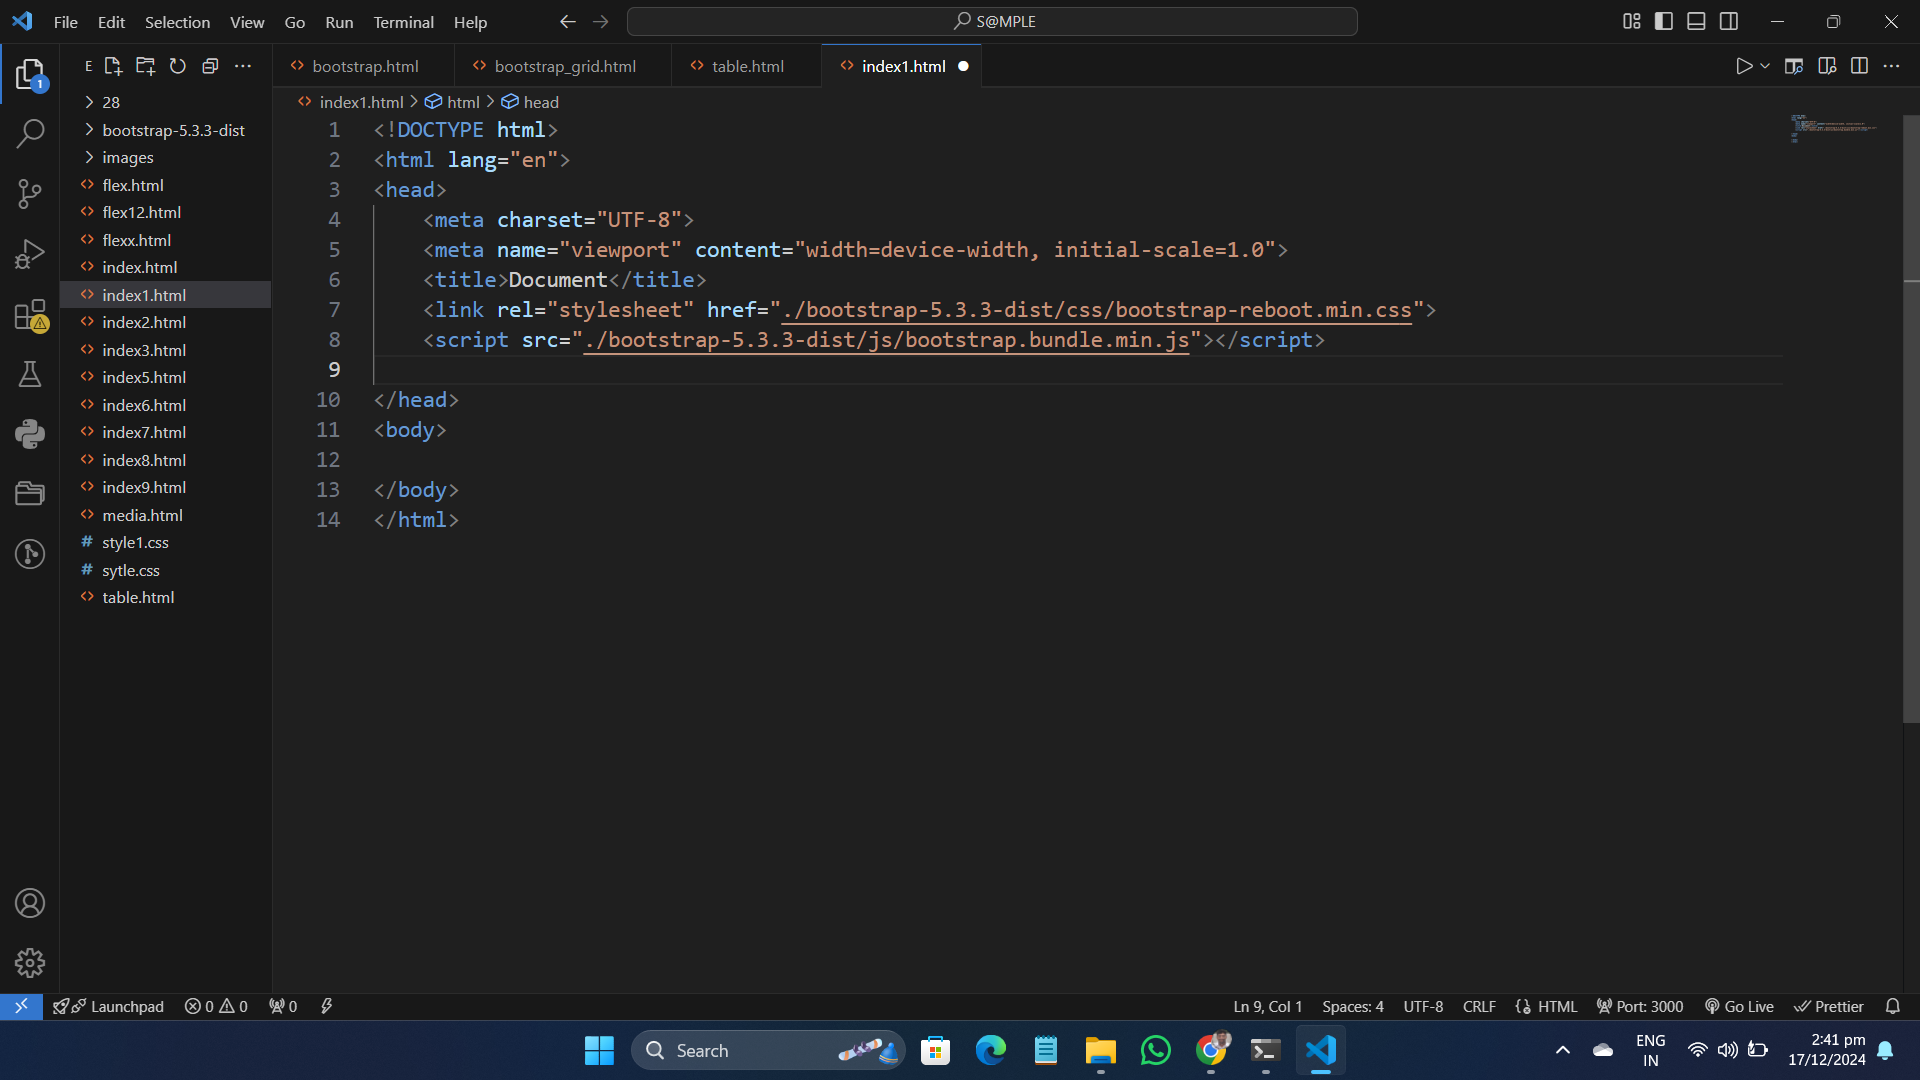 File Edit Selection View Go Run Terminal Help
S@MPLE
1
E
28
bootstrap-5.3.3-dist
images
flex.html
flex12.html
flexx.html
index.html
index1.html
index2.html
index3.html
index5.html
index6.html
index7.html
index8.html
index9.html
media.html
style1.css
sytle.css
table.html
bootstrap.html bootstrap_grid.html table.html index1.html
index1.html > html > head
1 <!DOCTYPE html>
2 <html lang="en">
3 <head>
4 <meta charset="UTF-8">
5 <meta name="viewport" content="width=device-width, initial-scale=1.0">
6 <title>Document</title>
7 <link rel="stylesheet" href="./bootstrap-5.3.3-dist/css/bootstrap-reboot.min.css">
8 <script src="./bootstrap-5.3.3-dist/js/bootstrap.bundle.min.js"></script>
9
10 </head>
11 <body>
12
13 </body>
14 </html>
Launchpad 0 0 0 Ln 9, Col 1 Spaces: 4 UTF-8 CRLF HTML Port: 3000 Go Live Prettier
Search
ENG
IN
2:41 pm
17/12/2024